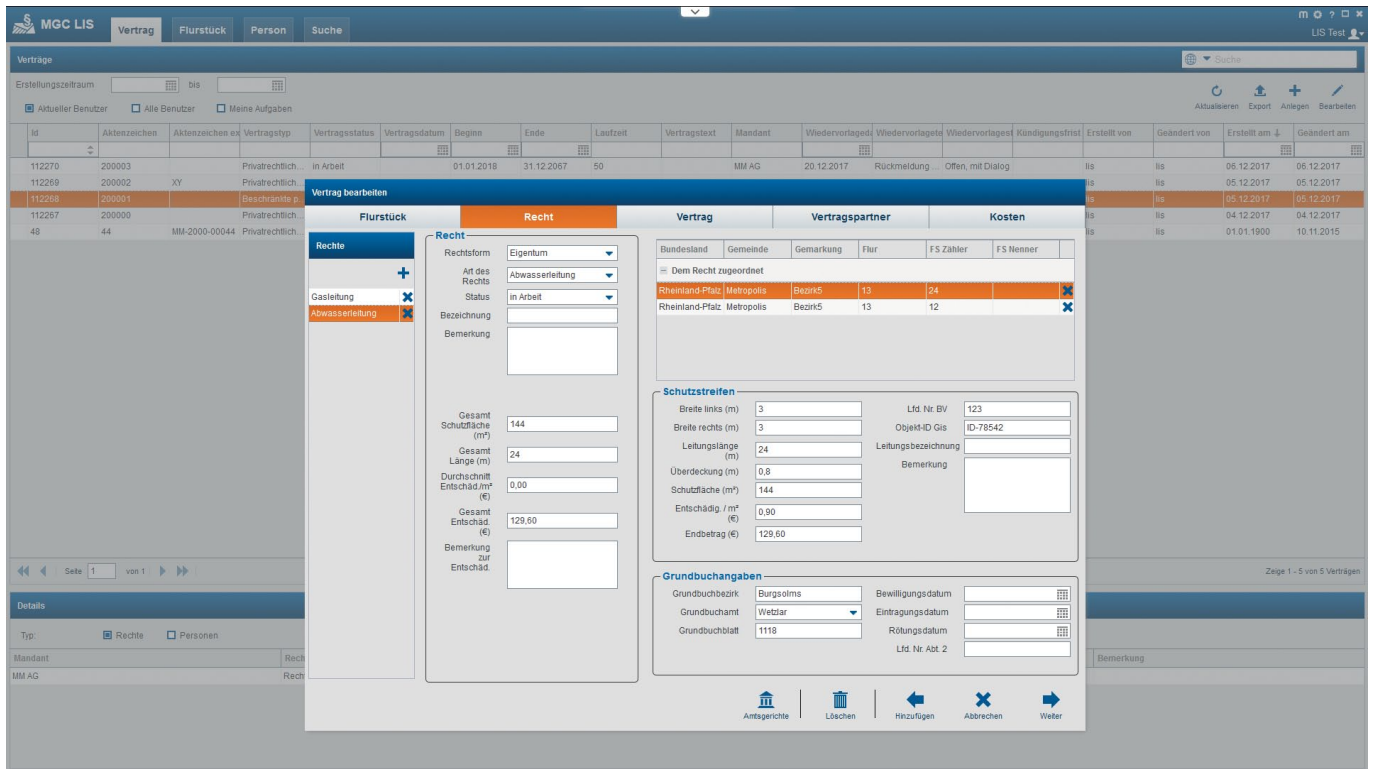 MGC LIS
Vertrag Flurstück Person Suche
LIS Test
Verträge
Suche
Erstellungszeitraum bis
Aktueller Benutzer Alle Benutzer Meine Aufgaben
Aktualisieren Export Anlegen Bearbeiten
Id Aktenzeichen Aktenzeichen ex Vertragstyp Vertragsstatus Vertragsdatum Beginn Ende Laufzeit Vertragstext Mandant Wiedervorlaged Wiedervorlagete Wiedervorlagest Kündigungsfrist Erstellt von Geändert von Erstellt am Geändert am
112270 200003 Privatrechtlich... in Arbeit 01.01.2018 31.12.2067 50 MM AG 20.12.2017 Rückmeldung ... Offen, mit Dialog lis lis 06.12.2017 06.12.2017
112269 200002 XY Privatrechtlich... lis lis 05.12.2017 05.12.2017
112268 200001 Beschränkte p... lis lis 05.12.2017 05.12.2017
112267 200000 Privatrechtlich... lis lis 04.12.2017 04.12.2017
48 44 MM-2000-00044 Privatrechtlich... lis lis 01.01.1900 10.11.2015
Vertrag bearbeiten
Flurstück Recht Vertrag Vertragspartner Kosten
Rechte
Gasleitung
Abwasserleitung
Recht
Rechtsform Eigentum
Art des Rechts Abwasserleitung
Status in Arbeit
Bezeichnung
Bemerkung
Gesamt Schutzfläche (m²) 144
Gesamt Länge (m) 24
Durchschnitt Entschäd./m² (€) 0,00
Gesamt Entschäd. (€) 129,60
Bemerkung zur Entschäd.
Bundesland Gemeinde Gemarkung Flur FS Zähler FS Nenner
Dem Recht zugeordnet
Rheinland-Pfalz Metropolis Bezirk5 13 24
Rheinland-Pfalz Metropolis Bezirk5 13 12
Schutzstreifen
Breite links (m) 3 Lfd. Nr. BV 123
Breite rechts (m) 3 Objekt-ID Gis ID-78542
Leitungslänge (m) 24 Leitungsbezeichnung
Überdeckung (m) 0,8 Bemerkung
Schutzfläche (m²) 144
Entschädig. / m² (€) 0,90
Endbetrag (€) 129,60
Grundbuchangaben
Grundbuchbezirk Burgsolms Bewilligungsdatum
Grundbuchamt Wetzlar Eintragungsdatum
Grundbuchblatt 1118 Rötungsdatum
Lfd. Nr. Abt. 2
Amtsgerichte Löschen Hinzufügen Abbrechen Weiter
Seite 1 von 1
Zeige 1 - 5 von 5 Verträgen
Details
Typ: Rechte Personen
Mandant Rech Bemerkung
MM AG Rech